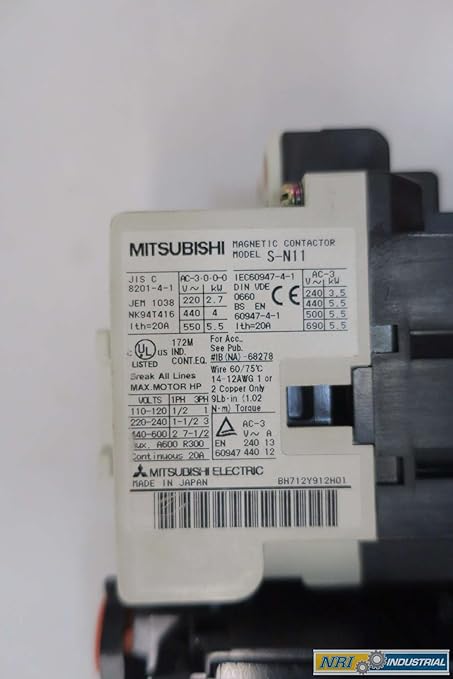 MITSUBISHI MAGNETIC CONTACTOR
MODEL S-N11
JIS C
8201-4-1
JEM 1038
NK94T416
Ith=20A
AC-3-0-0-0
V~ kW
220 2.7
440 4
550 5.5
IEC60947-4-1
DIN VDE
0660
BS EN
60947-4-1
Ith=20A
CE
AC-3
V~ kW
240 3.5
440 5.5
500 5.5
690 5.5
UL US
LISTED
172M
IND.
CONT.EQ.
For Acc.
See Pub.
#IB(NA)-68278
Break All Lines
MAX.MOTOR HP
VOLTS 1PH 3PH
110-120 1/2 1
220-240 1-1/2 3
440-600 2 7-1/2
Aux. A600 R300
Continuous 20A
Wire 60/75℃
14-12AWG 1 or
2 Copper Only
9Lb-in (1.02
N·m) Torque
AC-3
V~ A
EN 240 13
60947 440 12
MITSUBISHI ELECTRIC
MADE IN JAPAN BH712Y912H01
NRI INDUSTRIAL